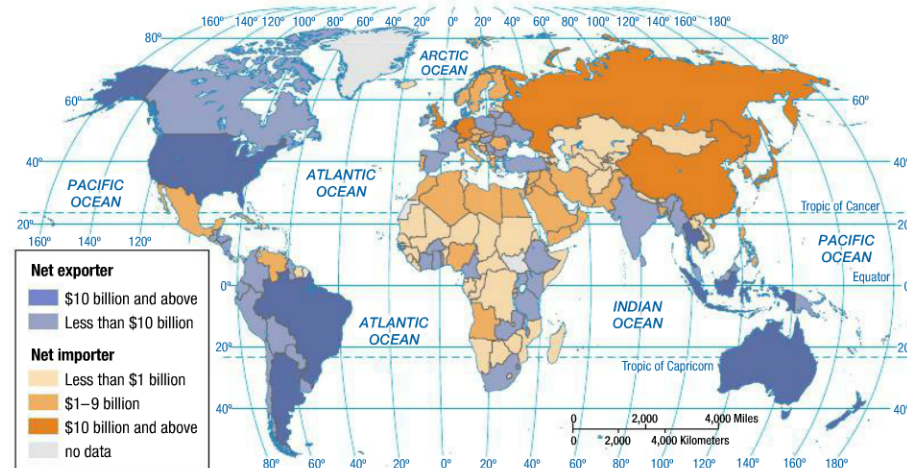 160° 140° 120° 100° 80° 60° 40° 20° 0° 20° 40° 60° 80° 100° 120° 140° 160°
80°
80°
ARCTIC
OCEAN
60°
60°
40°
40°
PACIFIC
OCEAN
ATLANTIC
OCEAN
Tropic of Cancer
20°
20°
160° 140° 120°
PACIFIC
OCEAN
Equator
0°
0°
ATLANTIC
OCEAN
INDIAN
OCEAN
20°
Tropic of Capricorn
20
40°
40°
Net exporter
$10 billion and above
Less than $10 billion
Net importer
Less than $1 billion
$1–9 billion
$10 billion and above
no data
0 2,000 4,000 Miles
0 2,000 4,000 Kilometers
80° 60° 40° 20° 0° 20° 40° 60° 80° 100° 120° 140° 160° 180°